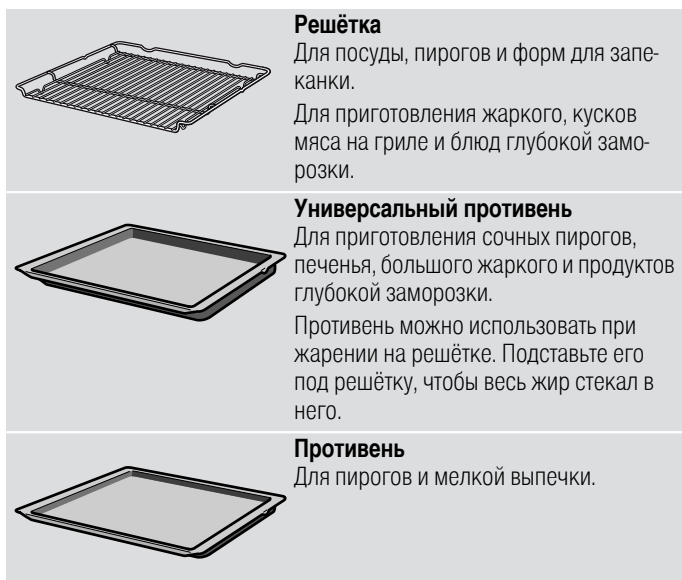 Решётка
Для посуды, пирогов и форм для запе-
канки.
Для приготовления жаркого, кусков
мяса на гриле и блюд глубокой замо-
розки.
Универсальный противень
Для приготовления сочных пирогов,
печенья, большого жаркого и продуктов
глубокой заморозки.
Противень можно использовать при
жарении на решётке. Подставьте его
под решётку, чтобы весь жир стекал в
него.
Противень
Для пирогов и мелкой выпечки.